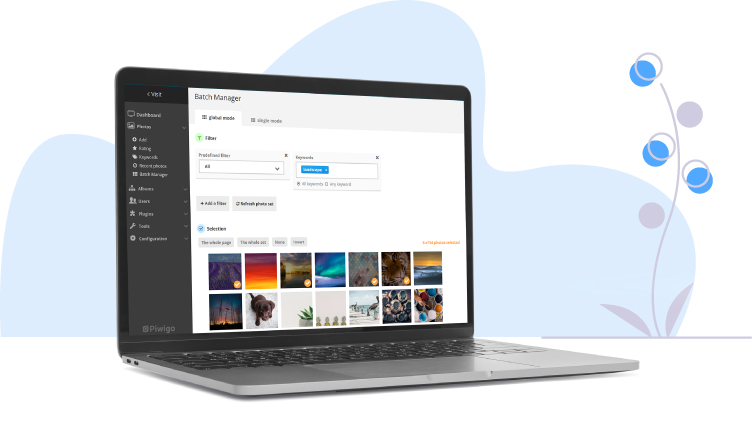 < Visit
Batch Manager
Dashboard
Photos
Add
Rating
Keywords
Recent photos
Batch Manager
Albums
Users
Plugins
Tools
Configuration
Piwigo
global mode
single mode
Filter
Predefined filter
All
Keywords
landscape ×
All keywords
Any keyword
+ Add a filter
Refresh photo set
Selection
The whole page
The whole set
None
Invert
photos selected